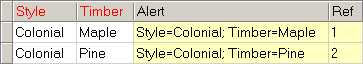 Style Timber Alert Ref
Colonial Maple Style=Colonial; Timber=Maple 1
Colonial Pine Style=Colonial; Timber=Pine 2